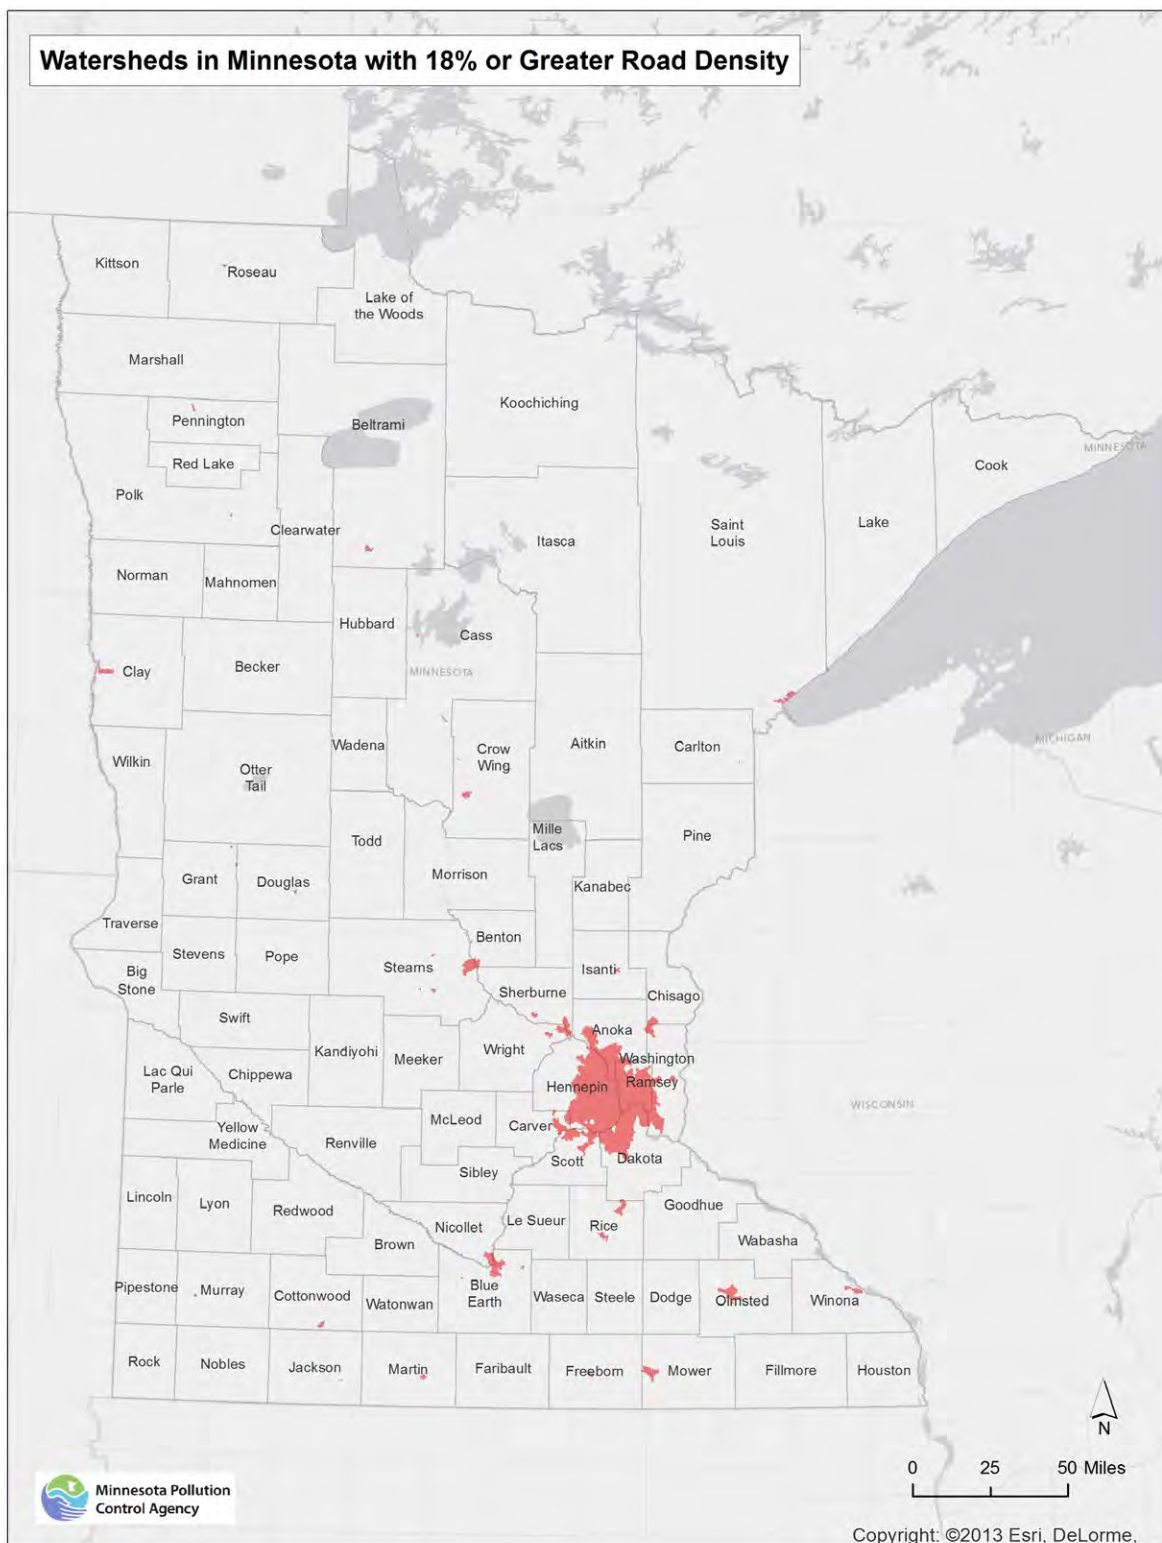 Watersheds in Minnesota with 18% or Greater Road Density
Kittson
Roseau
Lake of
the Woods
Marshall
Koochiching
Pennington
Beltrami
Red Lake
MINNESOTA
Cook
Polk
Clearwater
Saint
Louis
Lake
Itasca
Norman
Mahnomen
Hubbard
Cass
Clay
Becker
MINNESOTA
Wadena
Crow
Wing
Aitkin
Carlton
MICHIGAN
Wilkin
Otter
Tail
Todd
Mille
Lacs
Pine
Grant
Douglas
Morrison
Kanabec
Traverse
Stevens
Pope
Stearns
Benton
Isanti
Big
Stone
Sherburne
Chisago
Swift
Anoka
Kandiyohi
Meeker
Wright
Washington
Lac Qui
Parle
Chippewa
Hennepin
Ramsey
WISCONSIN
McLeod
Carver
Yellow
Medicine
Renville
Scott
Dakota
Sibley
Lincoln
Lyon
Redwood
Nicollet
Le Sueur
Rice
Goodhue
Brown
Wabasha
Pipestone
Murray
Cottonwood
Watonwan
Blue
Earth
Waseca
Steele
Dodge
Olmsted
Winona
Rock
Nobles
Jackson
Martin
Faribault
Freeborn
Mower
Fillmore
Houston
N
0 25 50 Miles
Minnesota Pollution
Control Agency
Copyright: ©2013 Esri, DeLorme,